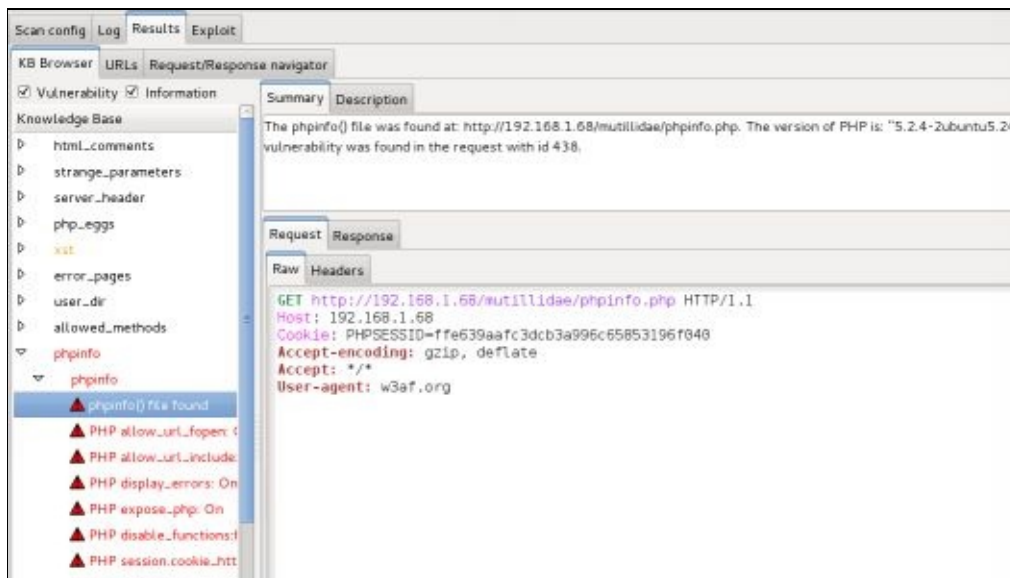 Scan config Log Results Exploit
KB Browser URLs Request/Response navigator
Vulnerability Information
Knowledge Base
html_comments
strange_parameters
server_header
php_eggs
xst
error_pages
user_dir
allowed_methods
phpinfo
phpinfo
phpinfo() file found
PHP allow_url_fopen:
PHP allow_url_include:
PHP display_errors: On
PHP expose_php: On
PHP disable_functions:
PHP session.cookie_htt
Summary Description
The phpinfo() file was found at: http://192.168.1.68/mutillidae/phpinfo.php. The version of PHP is: "5.2.4-2ubuntu5.2
vulnerability was found in the request with id 438.
Request Response
Raw Headers
GET http://192.168.1.68/mutillidae/phpinfo.php HTTP/1.1
Host: 192.168.1.68
Cookie: PHPSESSID=ffe639aafc3dcb3a996c65853196f040
Accept-encoding: gzip, deflate
Accept: */*
User-agent: w3af.org